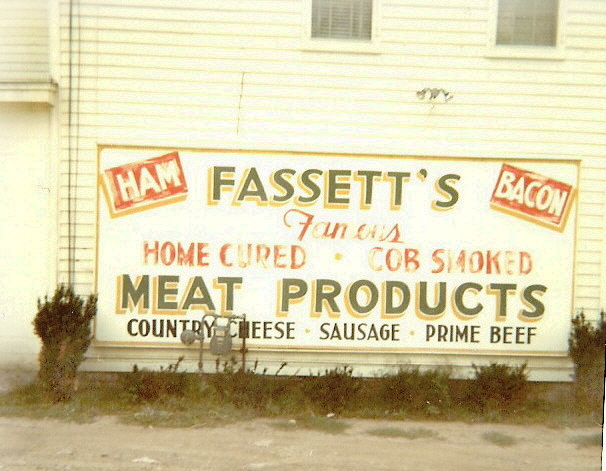 HAM
FASSETT'S
BACON
Famous
HOME CURED · COB SMOKED
MEAT PRODUCTS
COUNTRY CHEESE · SAUSAGE · PRIME BEEF